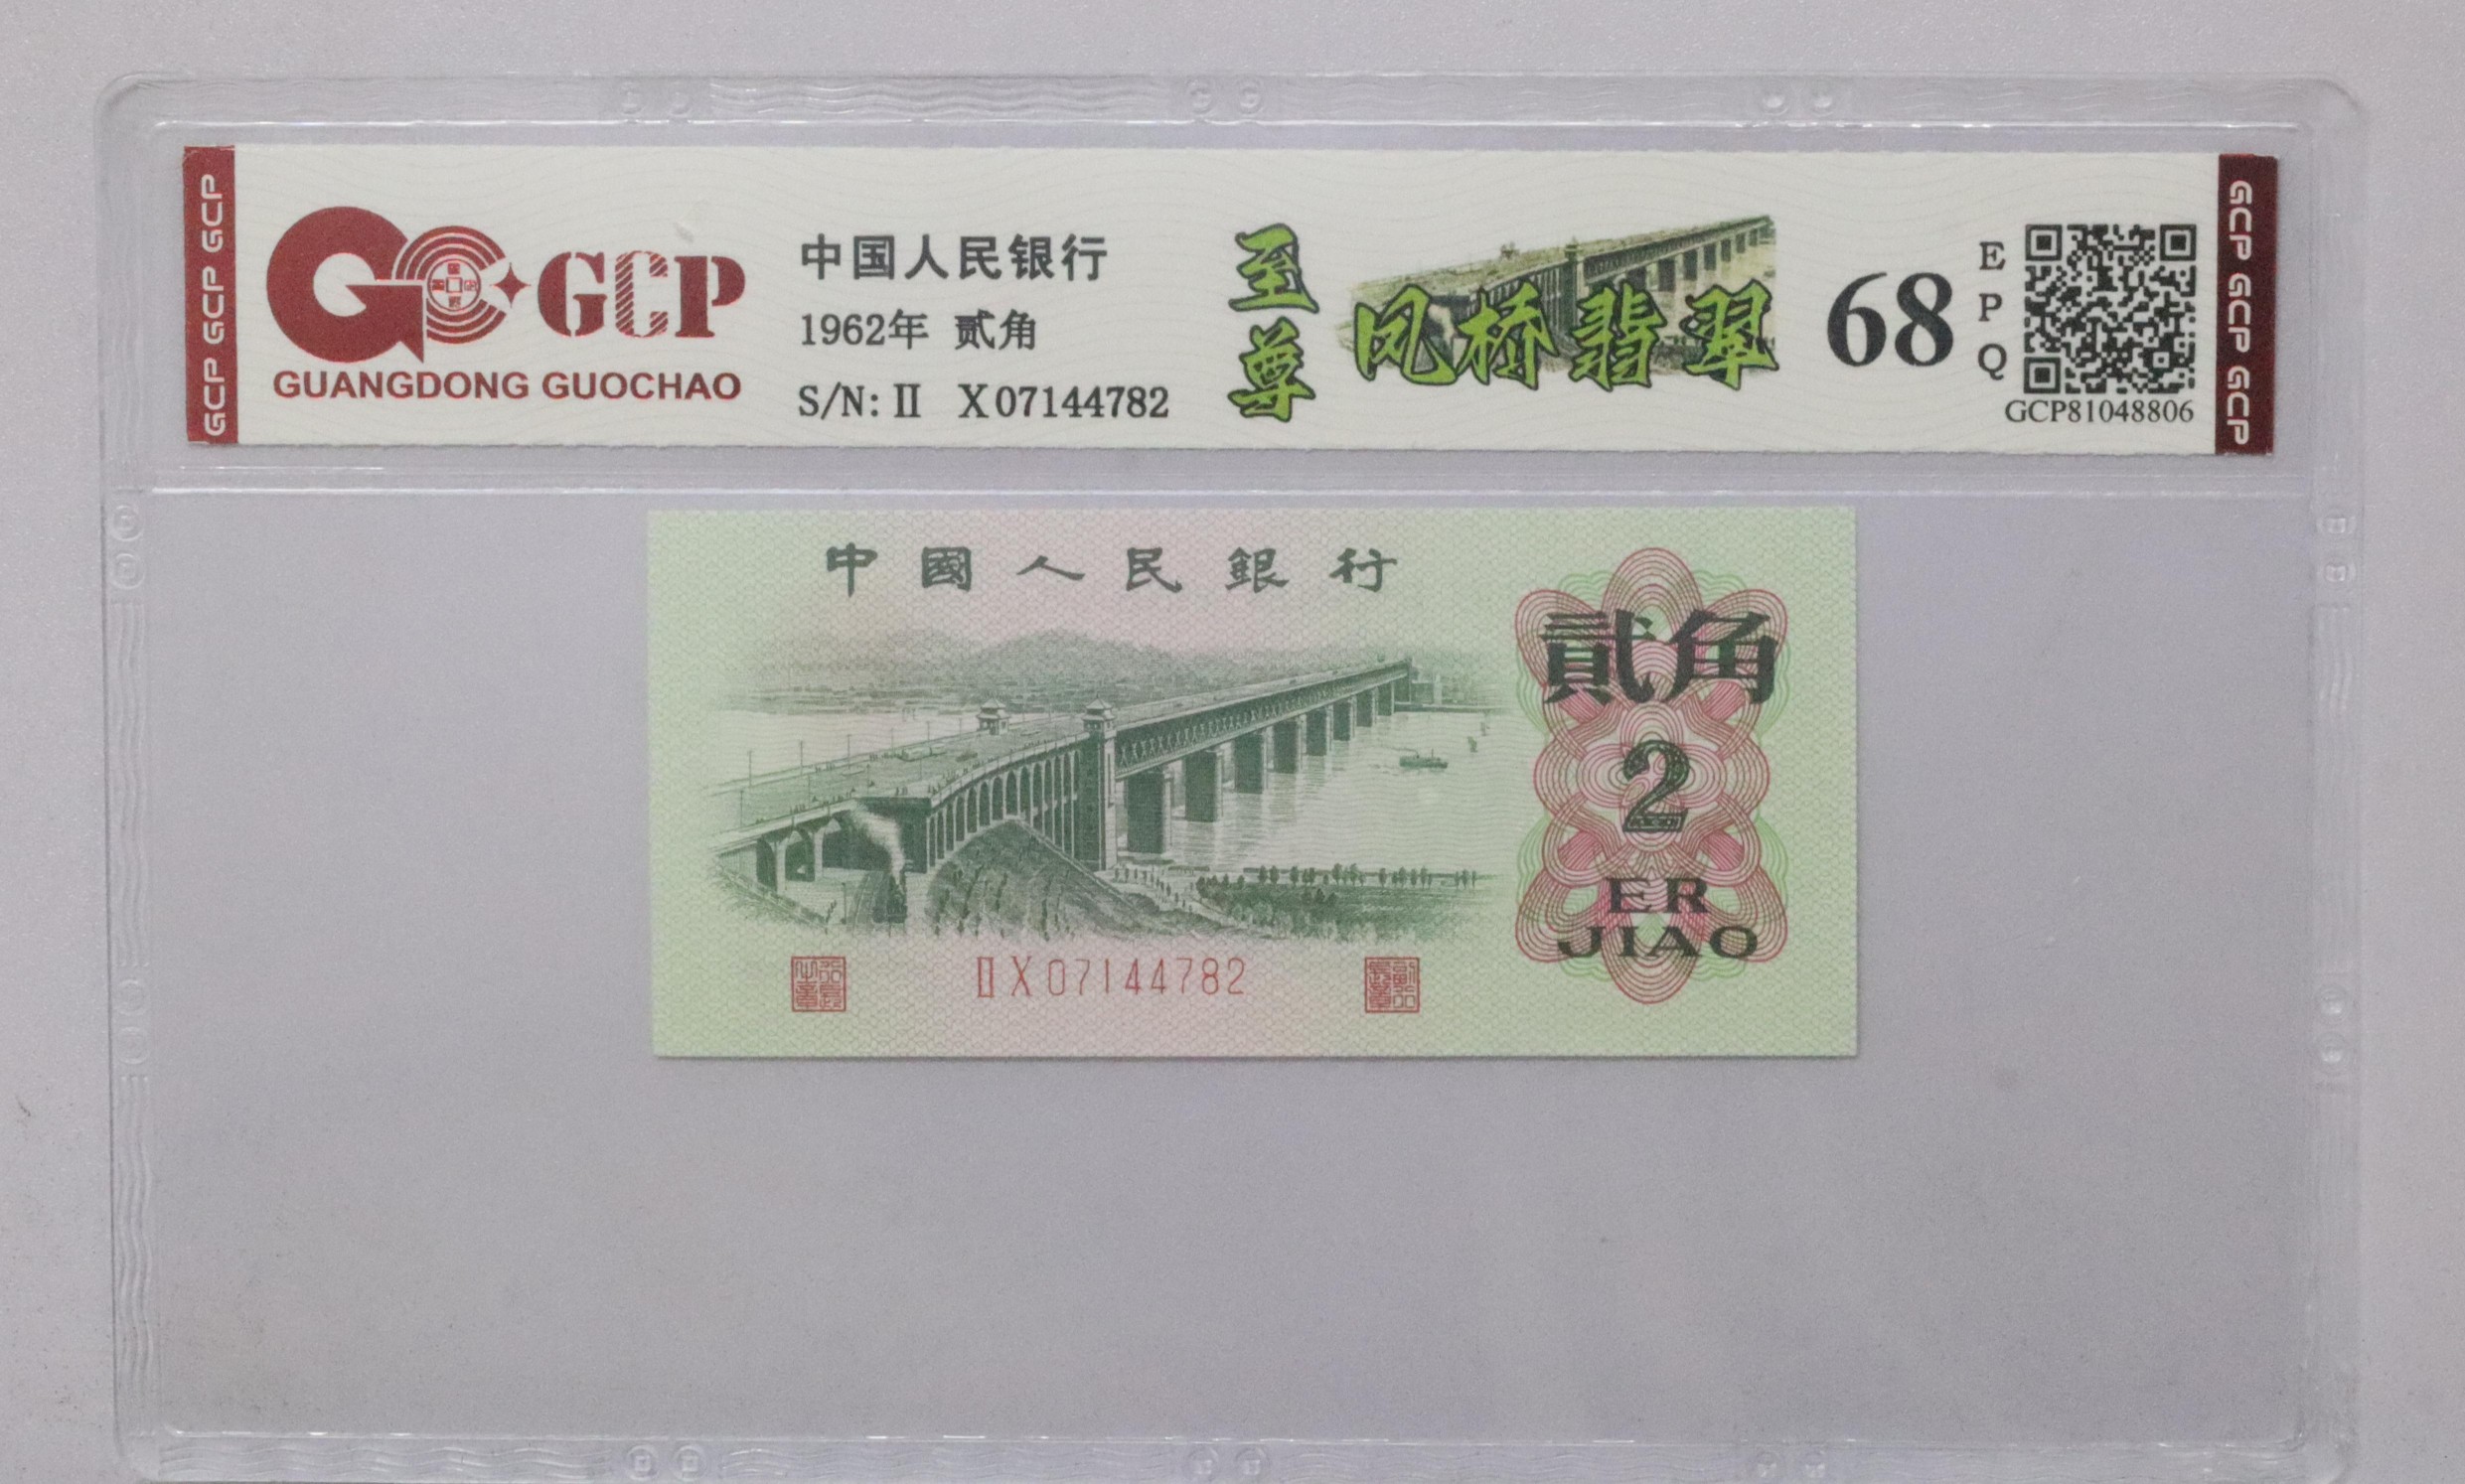 GCP GCP GCP
GCP
GUANGDONG GUOCHAO
中国人民银行
1962年 贰角
S/N: II X07144782
至尊
凤桥翡翠
68
EPQ
GCP81048806
GCP GCP GCP
中國人民銀行
貳角
2
ER
JIAO
II X07144782